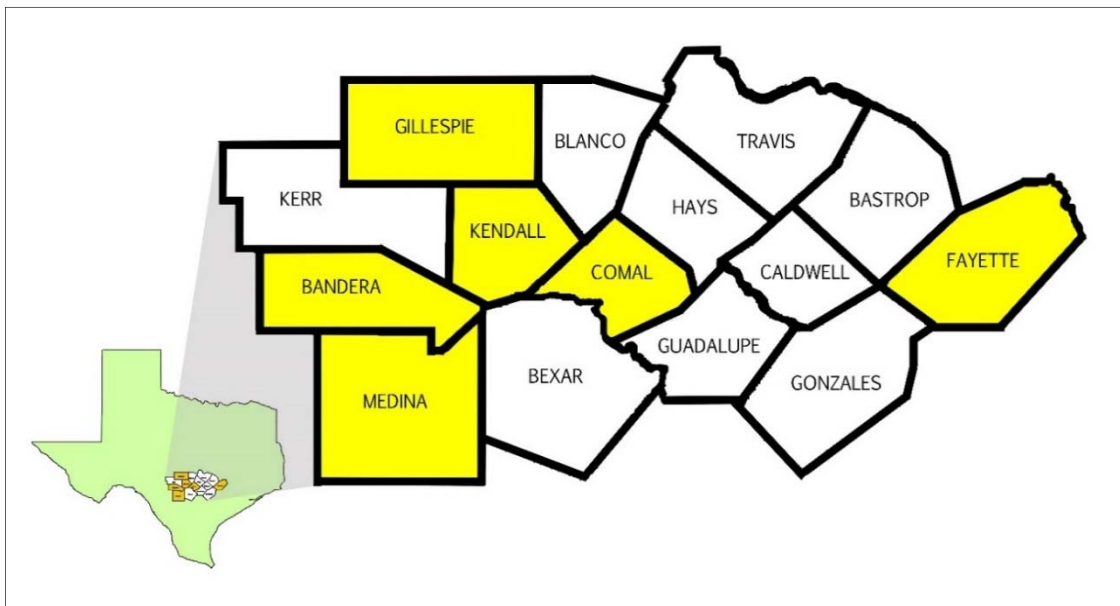 GILLESPIE
BLANCO
TRAVIS
KERR
HAYS
BASTROP
KENDALL
COMAL
CALDWELL
FAYETTE
BANDERA
GUADALUPE
BEXAR
GONZALES
MEDINA